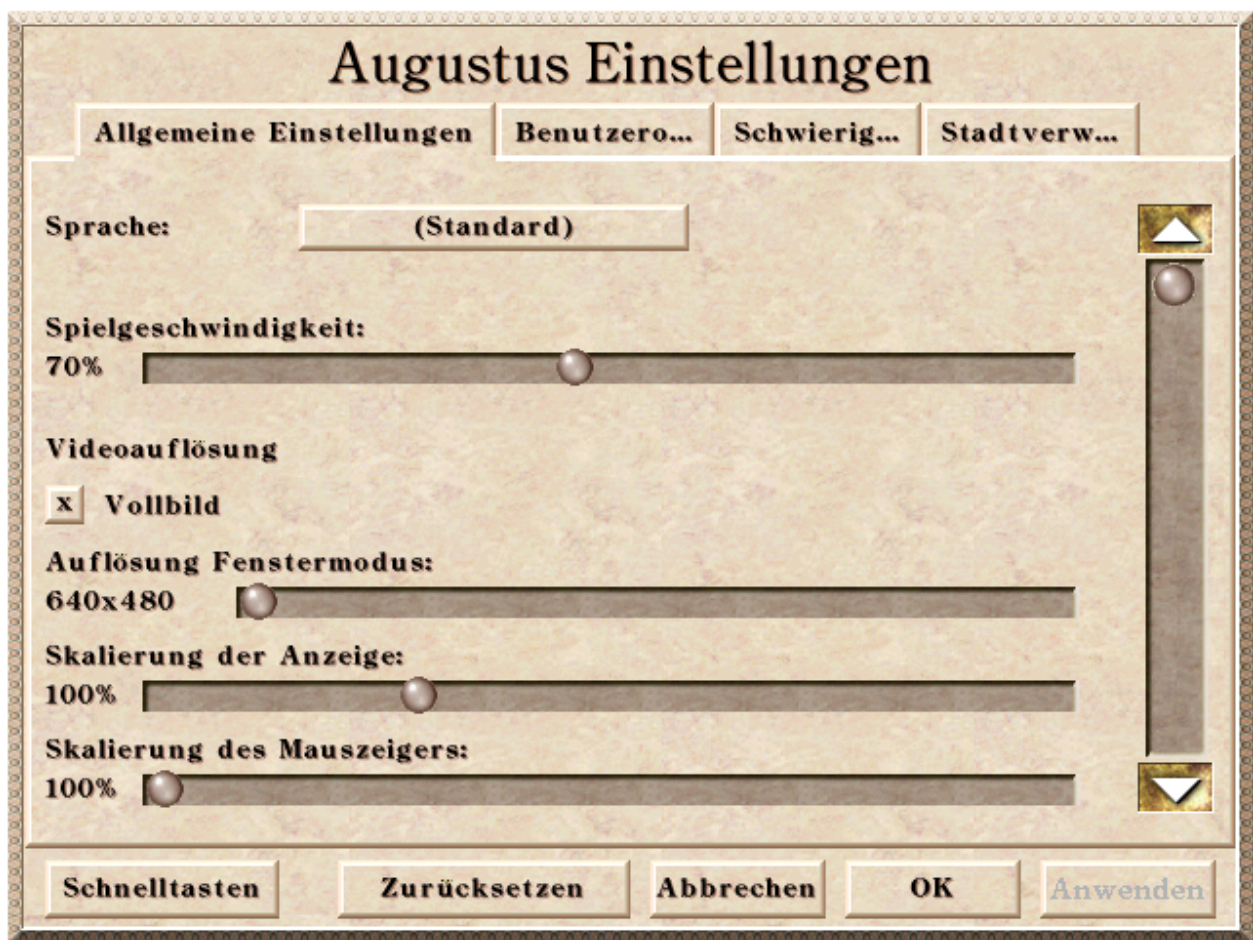 Augustus Einstellungen
Allgemeine Einstellungen Benutzero... Schwierig... Stadtverw...
Sprache: (Standard)
Spielgeschwindigkeit:
70%
Videoauflösung
x Vollbild
Auflösung Fenstermodus:
640x480
Skalierung der Anzeige:
100%
Skalierung des Mauszeigers:
100%
Schnelltasten Zurücksetzen Abbrechen OK Anwenden